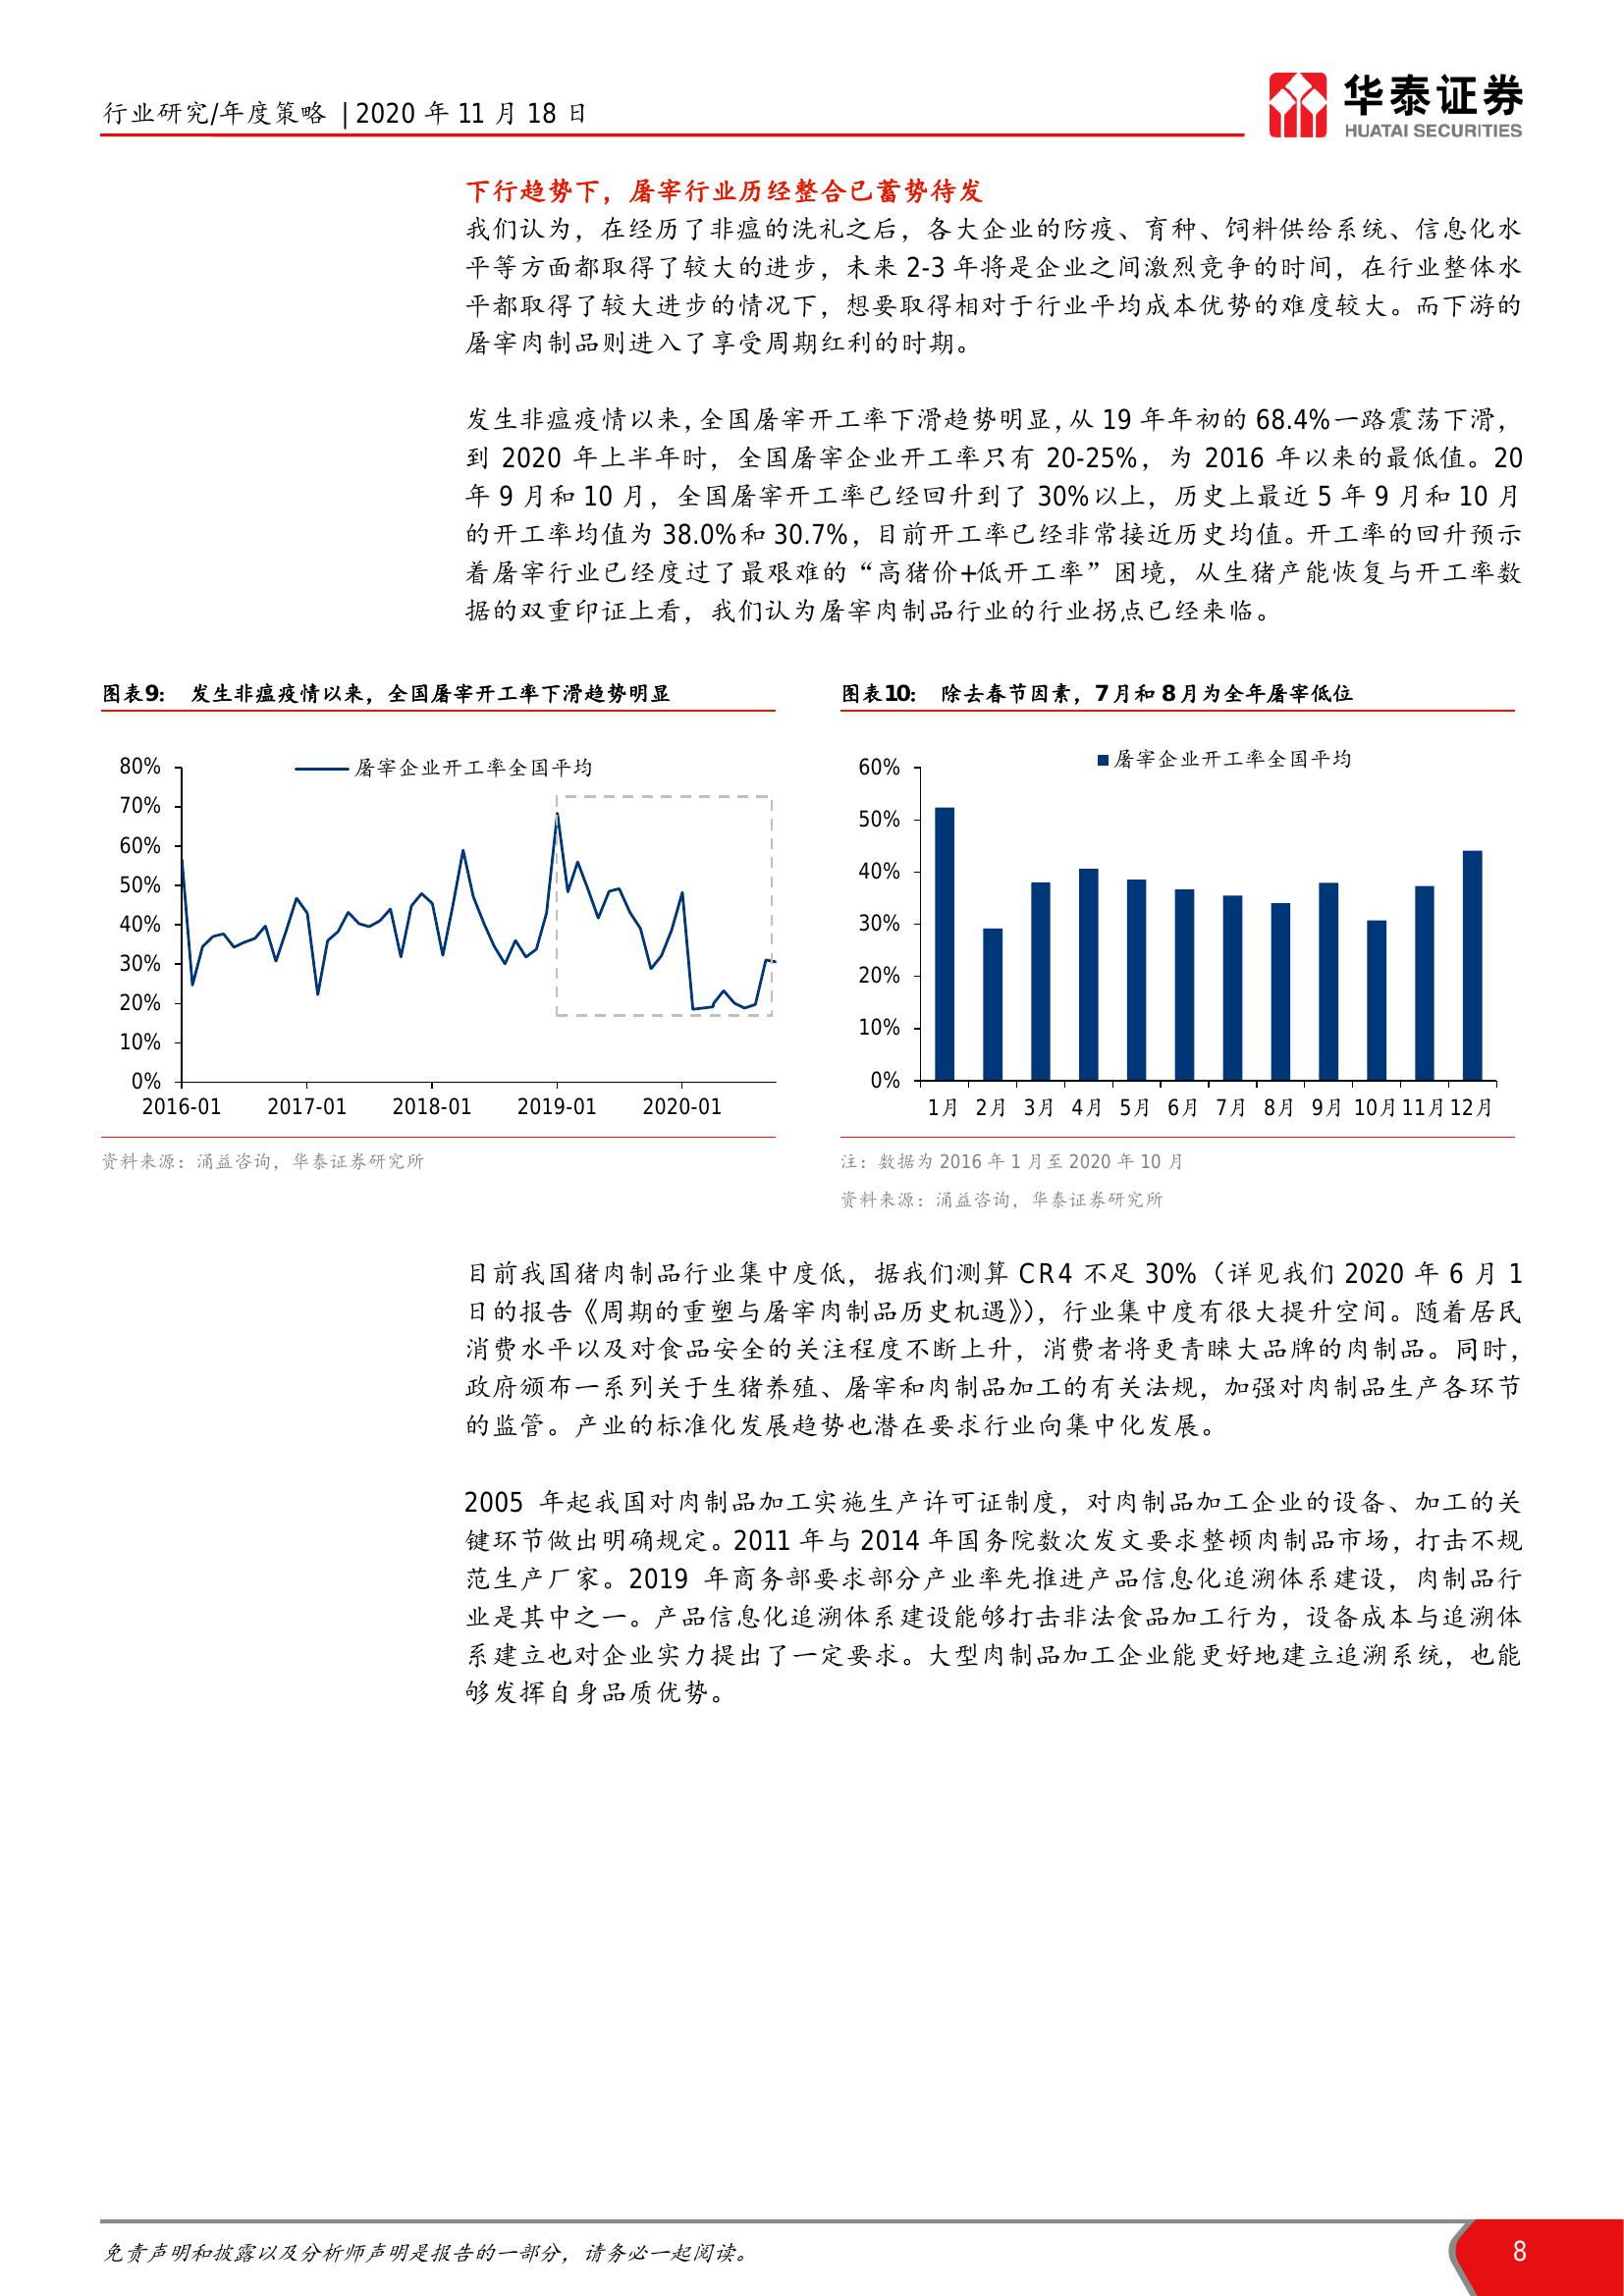 行业研究/年度策略 | 2020 年 11 月 18 日
华泰证券
HUATAI SECURITIES
下行趋势下，屠宰行业历经整合已蓄势待发
我们认为，在经历了非瘟的洗礼之后，各大企业的防疫、育种、饲料供给系统、信息化水
平等方面都取得了较大的进步，未来 2-3 年将是企业之间激烈竞争的时间，在行业整体水
平都取得了较大进步的情况下，想要取得相对于行业平均成本优势的难度较大。而下游的
屠宰肉制品则进入了享受周期红利的时期。
发生非瘟疫情以来，全国屠宰开工率下滑趋势明显，从 19 年年初的 68.4%一路震荡下滑，
到 2020 年上半年时，全国屠宰企业开工率只有 20-25%，为 2016 年以来的最低值。20
年 9 月和 10 月，全国屠宰开工率已经回升到了 30%以上，历史上最近 5 年 9 月和 10 月
的开工率均值为 38.0%和 30.7%，目前开工率已经非常接近历史均值。开工率的回升预示
着屠宰行业已经度过了最艰难的“高猪价+低开工率”困境，从生猪产能恢复与开工率数
据的双重印证上看，我们认为屠宰肉制品行业的行业拐点已经来临。
图表9： 发生非瘟疫情以来，全国屠宰开工率下滑趋势明显
屠宰企业开工率全国平均
80%
70%
60%
50%
40%
30%
20%
10%
0%
2016-01 2017-01 2018-01 2019-01 2020-01
资料来源：涌益咨询，华泰证券研究所
图表10： 除去春节因素，7 月和 8 月为全年屠宰低位
屠宰企业开工率全国平均
60%
50%
40%
30%
20%
10%
0%
1月 2月 3月 4月 5月 6月 7月 8月 9月 10月 11月 12月
注：数据为 2016 年 1 月至 2020 年 10 月
资料来源：涌益咨询，华泰证券研究所
目前我国猪肉制品行业集中度低，据我们测算 CR4 不足 30%（详见我们 2020 年 6 月 1
日的报告《周期的重塑与屠宰肉制品历史机遇》），行业集中度有很大提升空间。随着居民
消费水平以及对食品安全的关注程度不断上升，消费者将更青睐大品牌的肉制品。同时，
政府颁布一系列关于生猪养殖、屠宰和肉制品加工的有关法规，加强对肉制品生产各环节
的监管。产业的标准化发展趋势也潜在要求行业向集中化发展。
2005 年起我国对肉制品加工实施生产许可证制度，对肉制品加工企业的设备、加工的关
键环节做出明确规定。2011 年与 2014 年国务院数次发文要求整顿肉制品市场，打击不规
范生产厂家。2019 年商务部要求部分产业率先推进产品信息化追溯体系建设，肉制品行
业是其中之一。产品信息化追溯体系建设能够打击非法食品加工行为，设备成本与追溯体
系建立也对企业实力提出了一定要求。大型肉制品加工企业能更好地建立追溯系统，也能
够发挥自身品质优势。
免责声明和披露以及分析师声明是报告的一部分，请务必一起阅读。
8